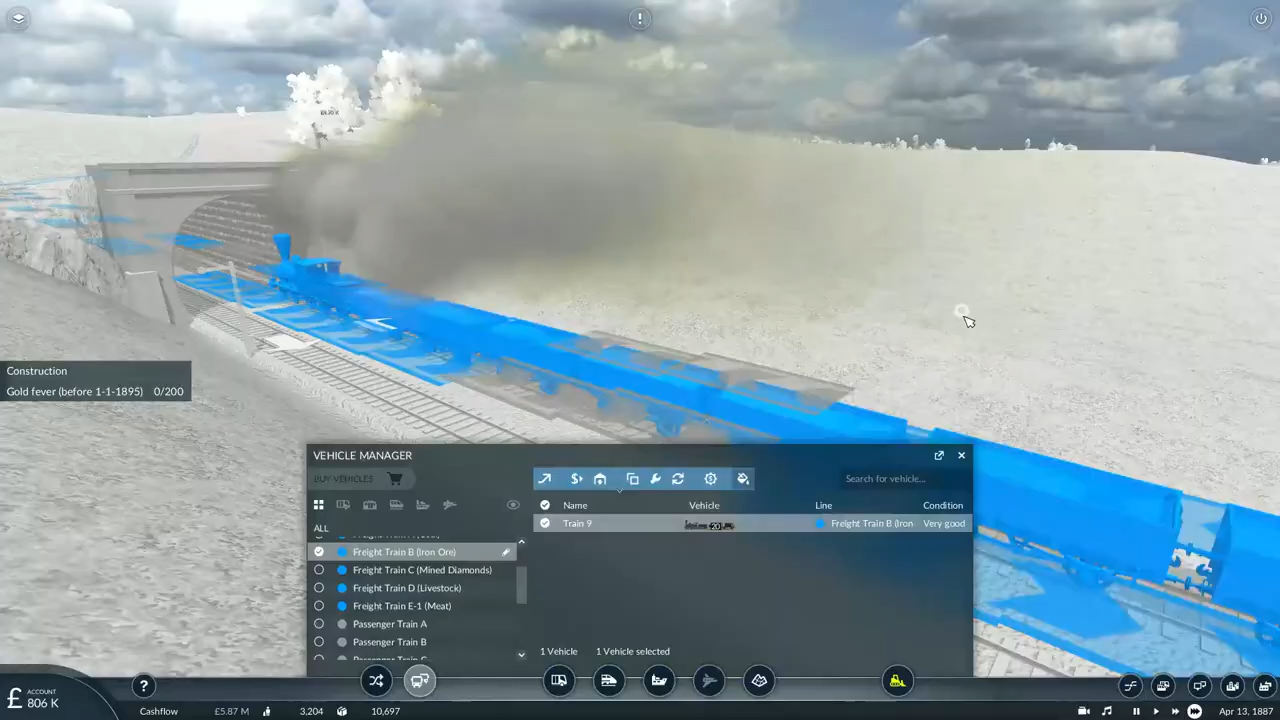 Construction
Gold fever (before 1-1-1895) 0/200
VEHICLE MANAGER
BUY VEHICLES
Search for vehicle...
ALL
Name Vehicle Line Condition
Train 9 20 Freight Train B (Iron Very good
Freight Train B (Iron Ore)
Freight Train C (Mined Diamonds)
Freight Train D (Livestock)
Freight Train E-1 (Meat)
Passenger Train A
Passenger Train B
1 Vehicle 1 Vehicle selected
£ ACCOUNT
806 K
?
Cashflow £5.87 M 3,204 10,697
Apr 13, 1887